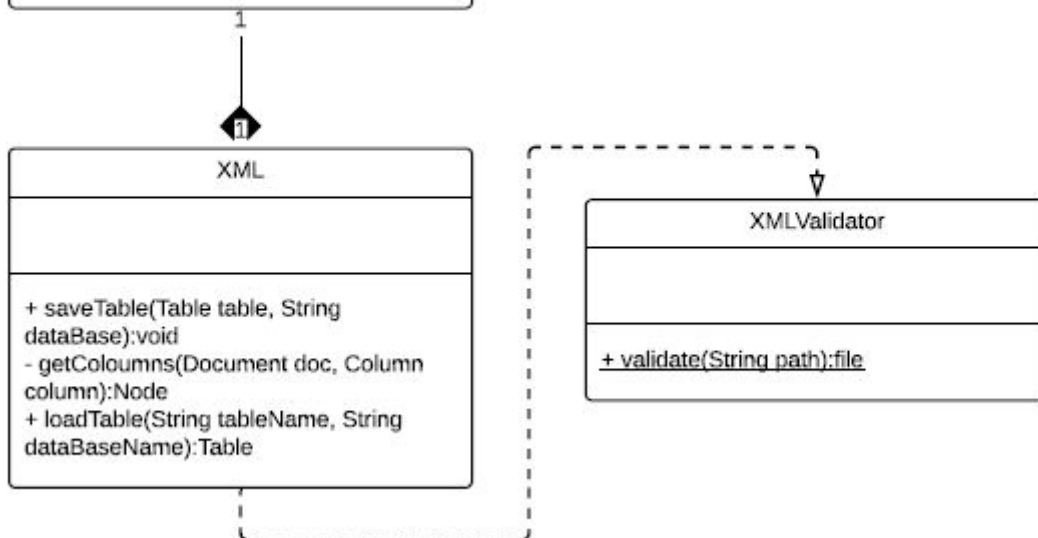 1
1
XML
+ saveTable(Table table, String
dataBase):void
- getColoumns(Document doc, Column
column):Node
+ loadTable(String tableName, String
dataBaseName):Table
XMLValidator
+ validate(String path):file